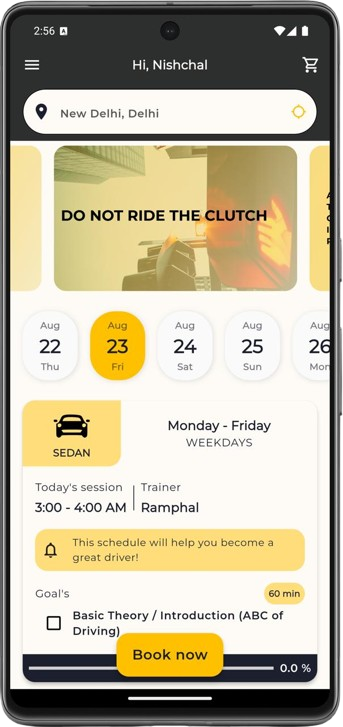 2:56 A
Hi, Nishchal
New Delhi, Delhi
DO NOT RIDE THE CLUTCH
Aug Aug Aug Aug Aug
22 23 24 25 26
Thu Fri Sat Sun Mon
SEDAN
Monday - Friday
WEEKDAYS
Today's session Trainer
3:00 - 4:00 AM Ramphal
This schedule will help you become a
great driver!
Goal's 60 min
Basic Theory / Introduction (ABC of
Driving)
Book now
0.0 %